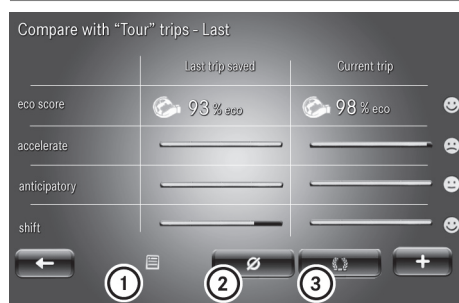 Compare with “Tour” trips - Last
Last trip saved Current trip
eco score 93 % eco 98 % eco
accelerate
anticipatory
shift
1 2 Ø 3 +